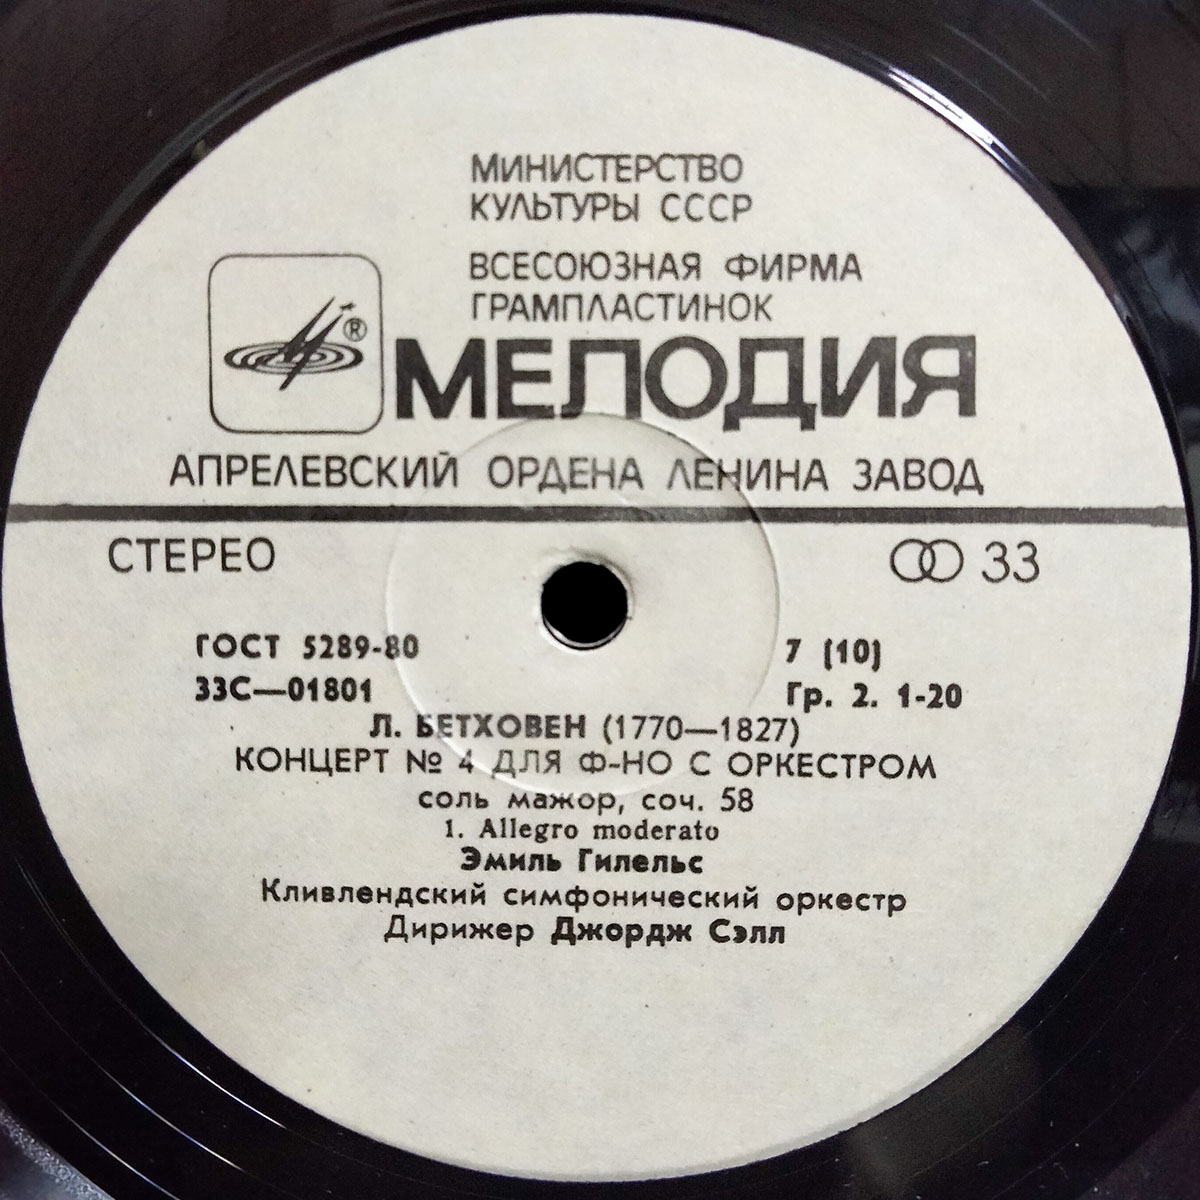 МИНИСТЕРСТВО
КУЛЬТУРЫ СССР
ВСЕСОЮЗНАЯ ФИРМА
ГРАМПЛАСТИНОК
®
МЕЛОДИЯ
АПРЕЛЕВСКИЙ ОРДЕНА ЛЕНИНА ЗАВОД
СТЕРЕО 33
ГОСТ 5289-80 7 (10)
33С—01801 Гр. 2. 1-20
Л. БЕТХОВЕН (1770—1827)
КОНЦЕРТ № 4 ДЛЯ Ф-НО С ОРКЕСТРОМ
соль мажор, соч. 58
1. Allegro moderato
Эмиль Гилельс
Кливлендский симфонический оркестр
Дирижер Джордж Сэлл